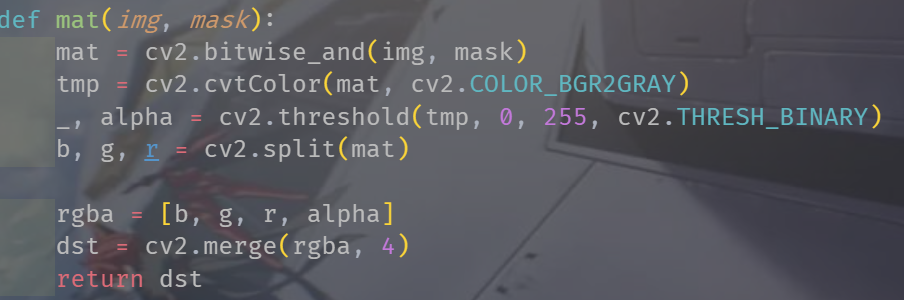 def mat(img, mask):
    mat = cv2.bitwise_and(img, mask)
    tmp = cv2.cvtColor(mat, cv2.COLOR_BGR2GRAY)
    _, alpha = cv2.threshold(tmp, 0, 255, cv2.THRESH_BINARY)
    b, g, r = cv2.split(mat)

    rgba = [b, g, r, alpha]
    dst = cv2.merge(rgba, 4)
    return dst